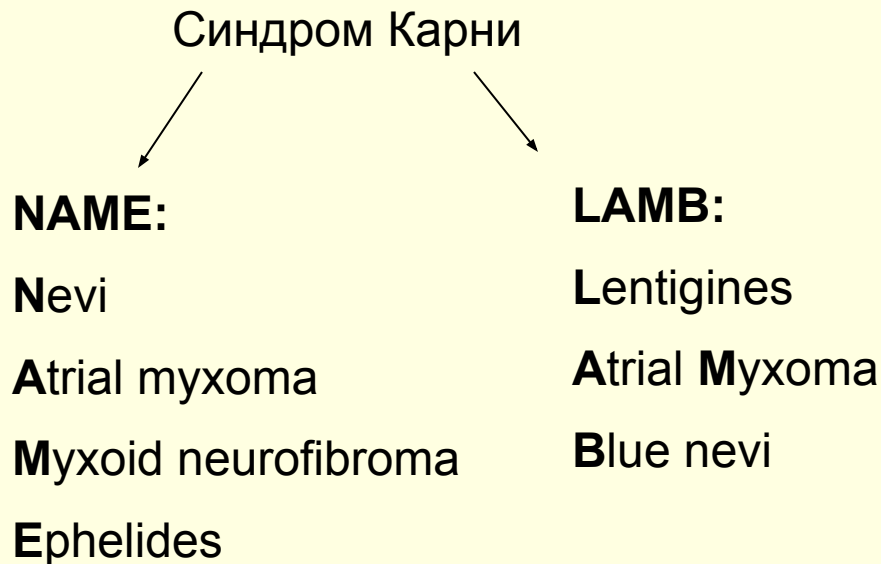 Синдром Карни
NAME:
Nevi
Atrial myxoma
Myxoid neurofibroma
Ephelides
LAMB:
Lentigines
Atrial Myxoma
Blue nevi